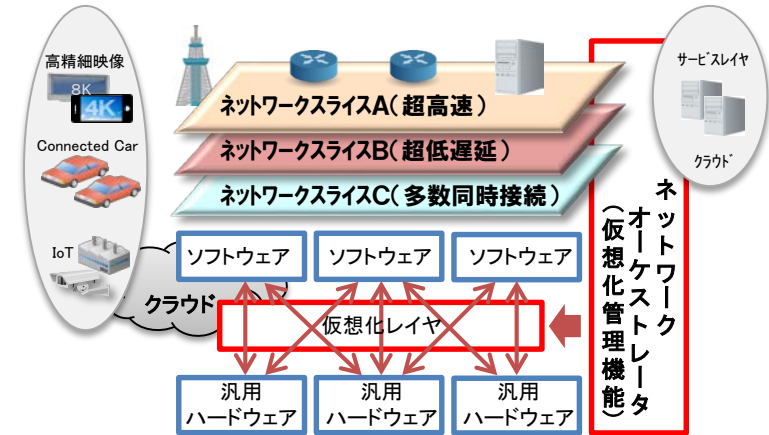 高精細映像
8K
4K
Connected Car
IoT
クラウド
ネットワークスライスA(超高速)
ネットワークスライスB(超低遅延)
ネットワークスライスC(多数同時接続)
ソフトウェア
ソフトウェア
ソフトウェア
仮想化レイヤ
汎用
ハードウェア
汎用
ハードウェア
汎用
ハードウェア
サービスレイヤ
クラウド
ネットワーク
オーケストレータ
(仮想化管理機能)